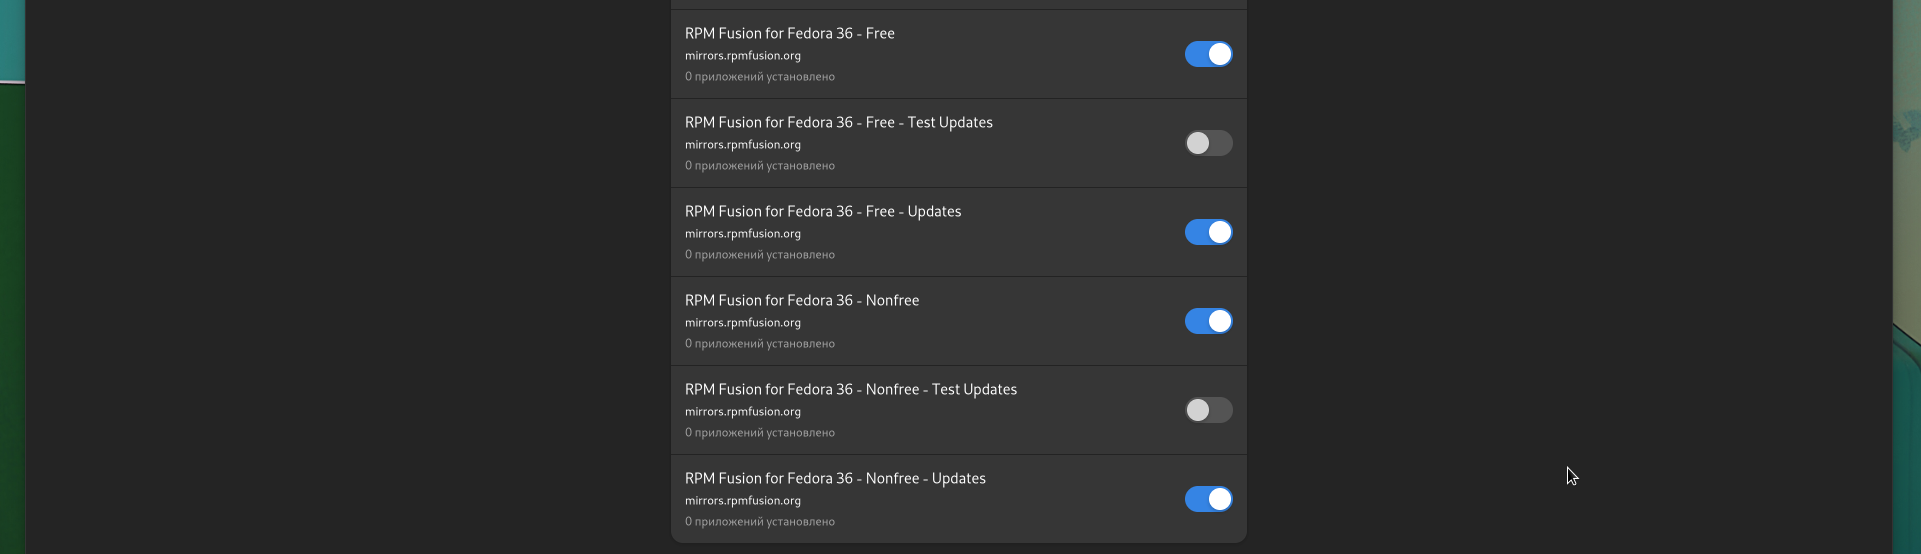 RPM Fusion for Fedora 36 - Free
mirrors.rpmfusion.org
0 приложений установлено
RPM Fusion for Fedora 36 - Free - Test Updates
mirrors.rpmfusion.org
0 приложений установлено
RPM Fusion for Fedora 36 - Free - Updates
mirrors.rpmfusion.org
0 приложений установлено
RPM Fusion for Fedora 36 - Nonfree
mirrors.rpmfusion.org
0 приложений установлено
RPM Fusion for Fedora 36 - Nonfree - Test Updates
mirrors.rpmfusion.org
0 приложений установлено
RPM Fusion for Fedora 36 - Nonfree - Updates
mirrors.rpmfusion.org
0 приложений установлено